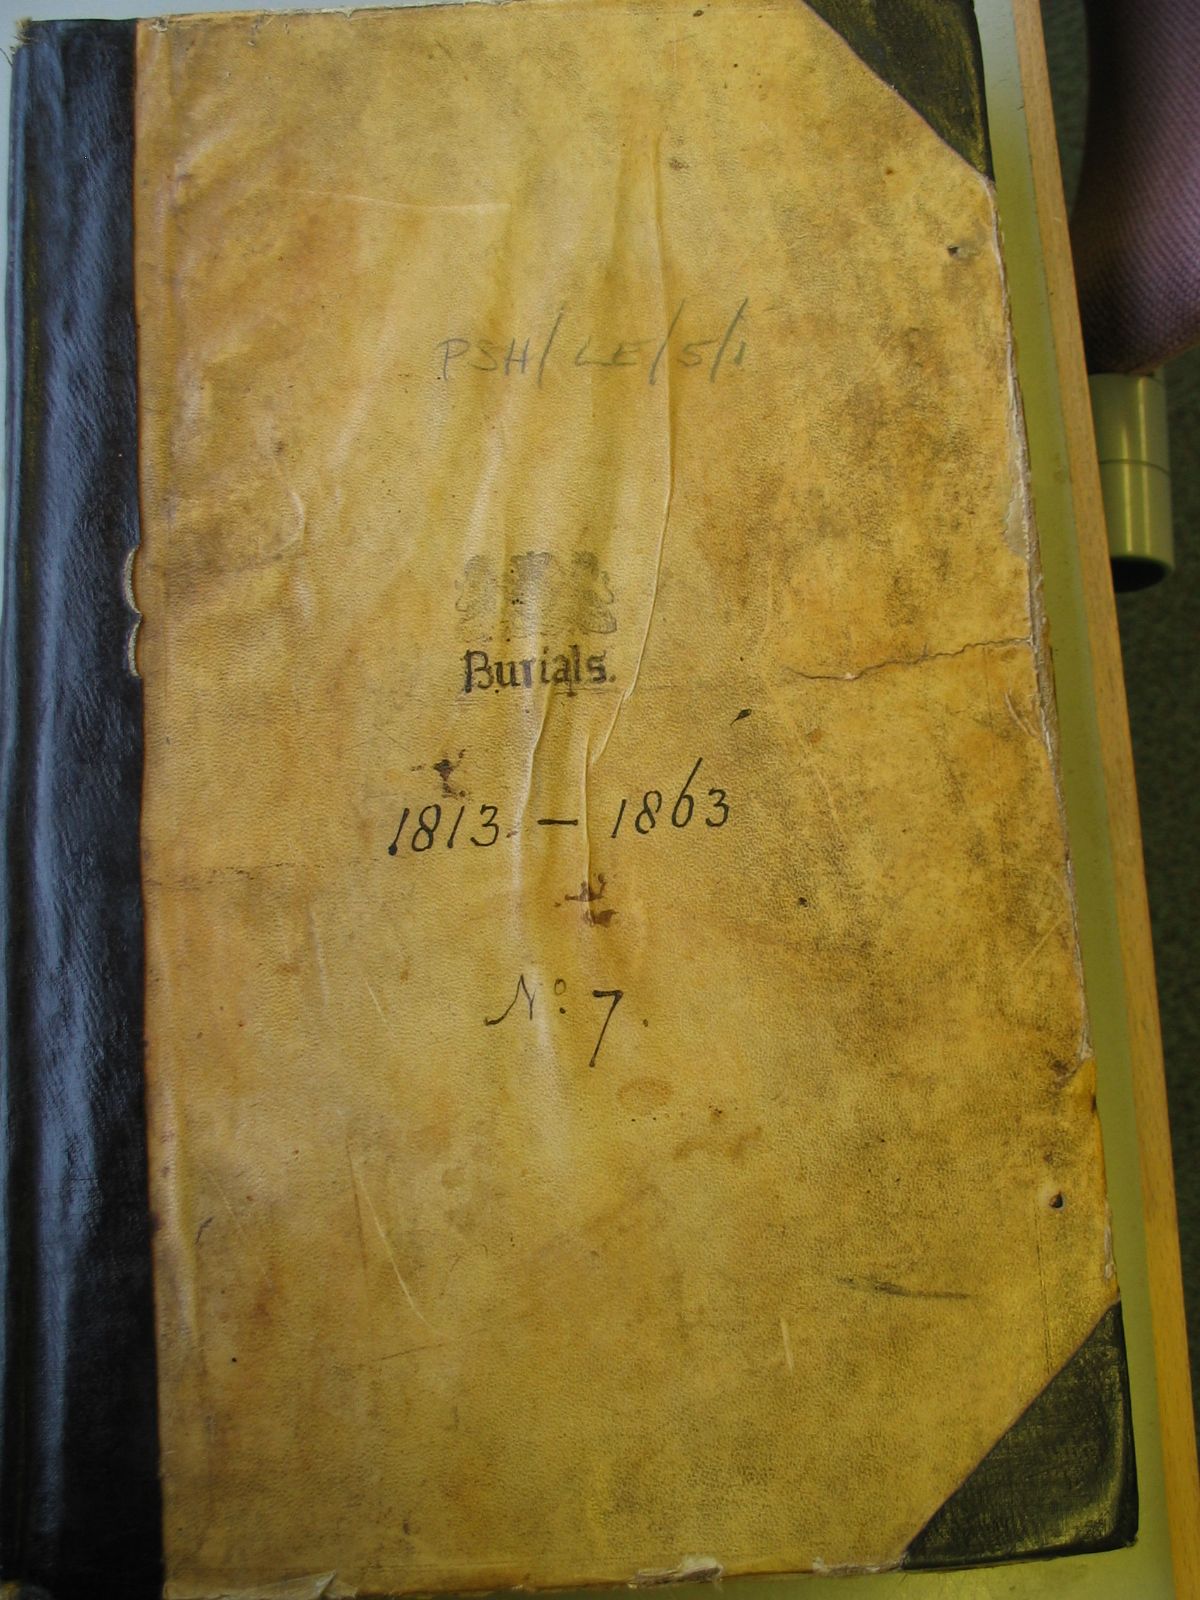 PSH/LE/5/1
Burials.
1813 - 1863
No. 7.